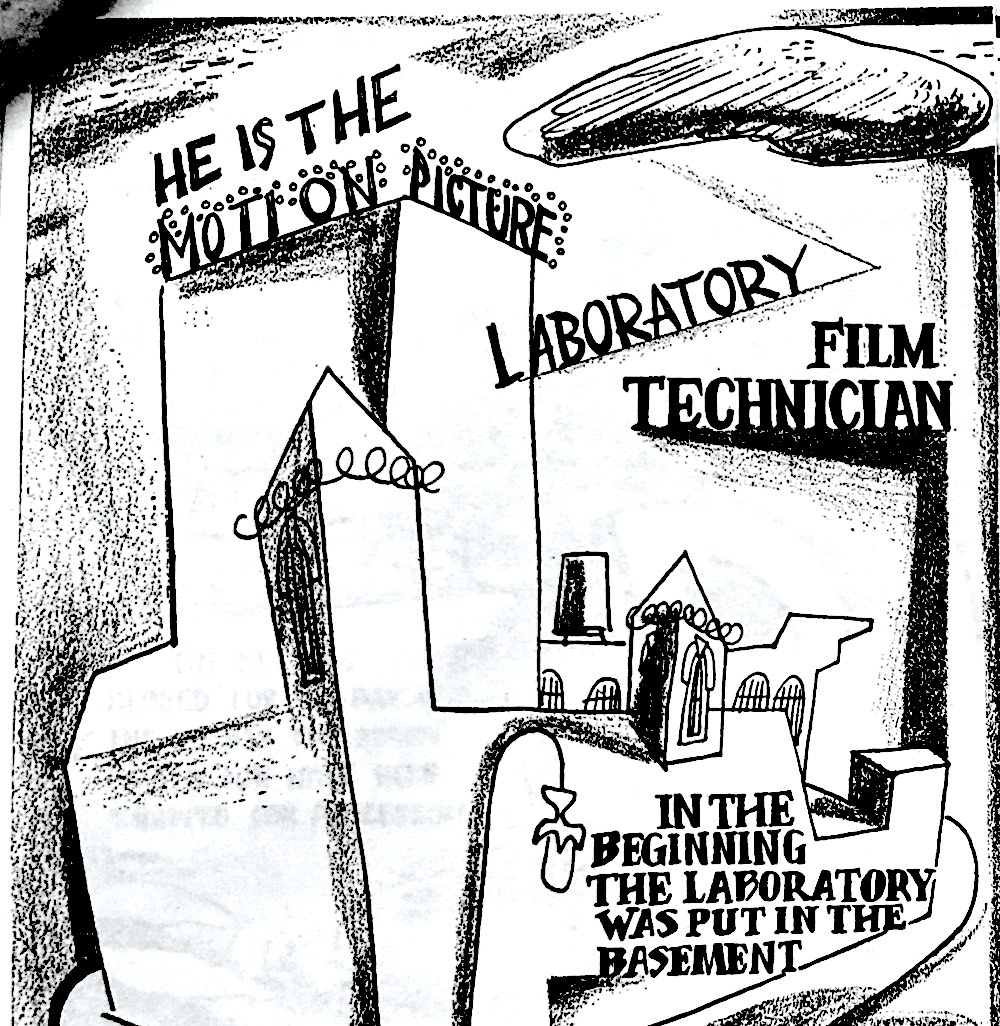 HE IS THE
MOTION PICTURE
LABORATORY
FILM
TECHNICIAN
IN THE
BEGINNING
THE LABORATORY
WAS PUT IN THE
BASEMENT